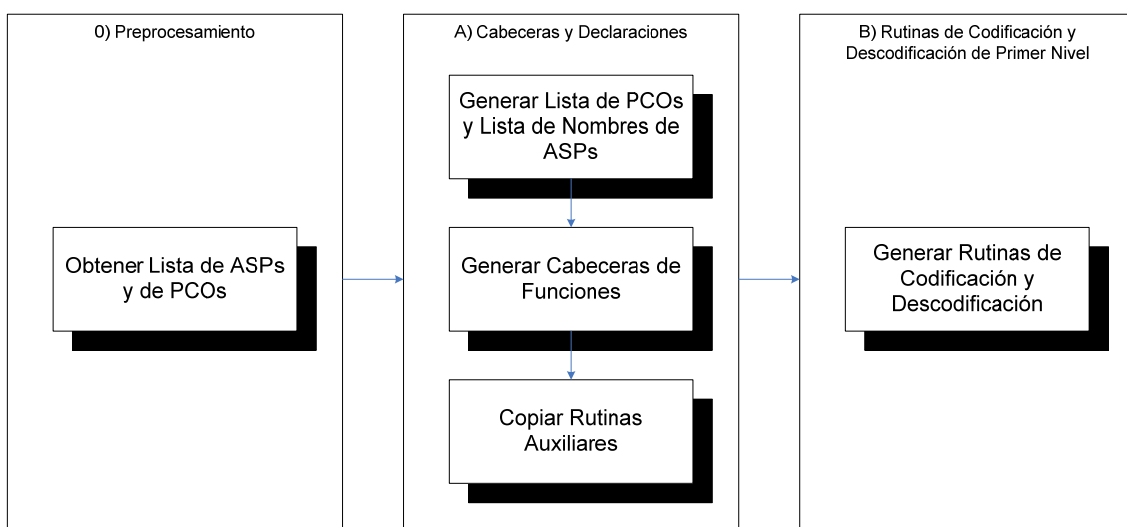 0) Preprocesamiento
Obtener Lista de ASPs
y de PCOs
A) Cabeceras y Declaraciones
Generar Lista de PCOs
y Lista de Nombres de
ASPs
Generar Cabeceras de
Funciones
Copiar Rutinas
Auxiliares
B) Rutinas de Codificación y
Descodificación de Primer Nivel
Generar Rutinas de
Codificación y
Descodificación